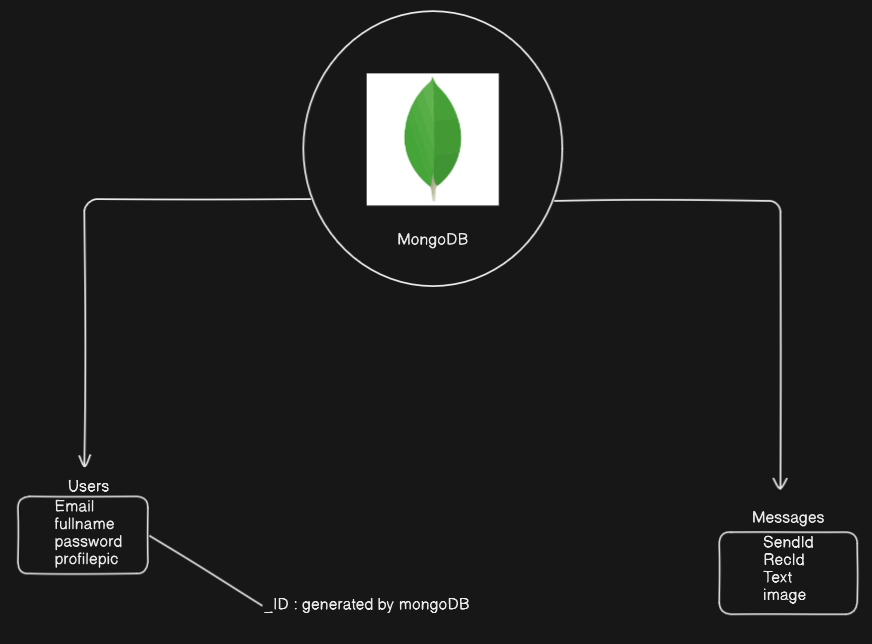 MongoDB
Users
Email
fullname
password
profilepic
_ID : generated by mongoDB
Messages
SendId
RecId
Text
image